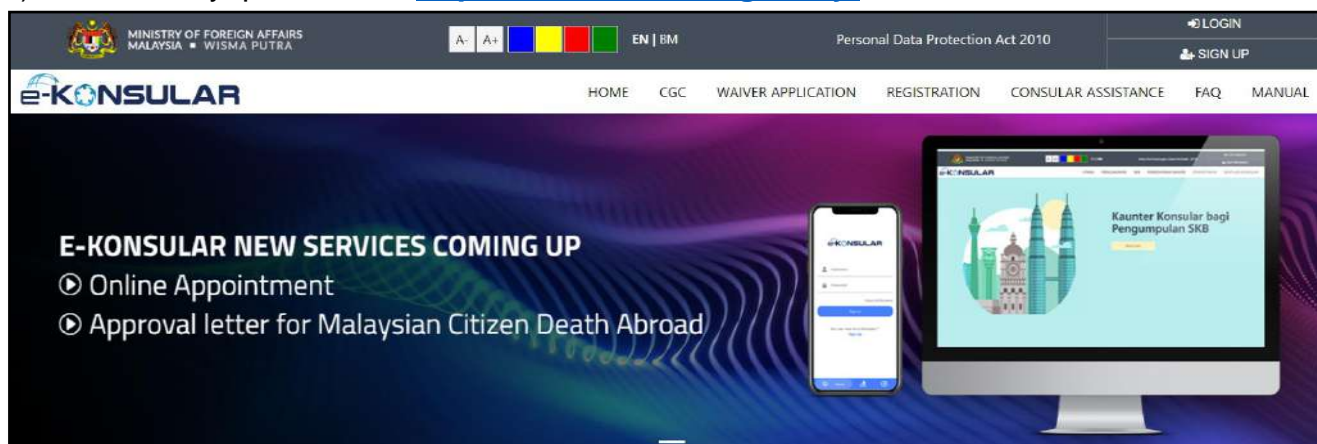 MINISTRY OF FOREIGN AFFAIRS
MALAYSIA ▪ WISMA PUTRA
A- A+
EN | BM
Personal Data Protection Act 2010
LOGIN
SIGN UP
e-KONSULAR
HOME CGC WAIVER APPLICATION REGISTRATION CONSULAR ASSISTANCE FAQ MANUAL
E-KONSULAR NEW SERVICES COMING UP
Online Appointment
Approval letter for Malaysian Citizen Death Abroad
e-KONSULAR
e-KONSULAR
Kaunter Konsular bagi
Pengumpulan SKB